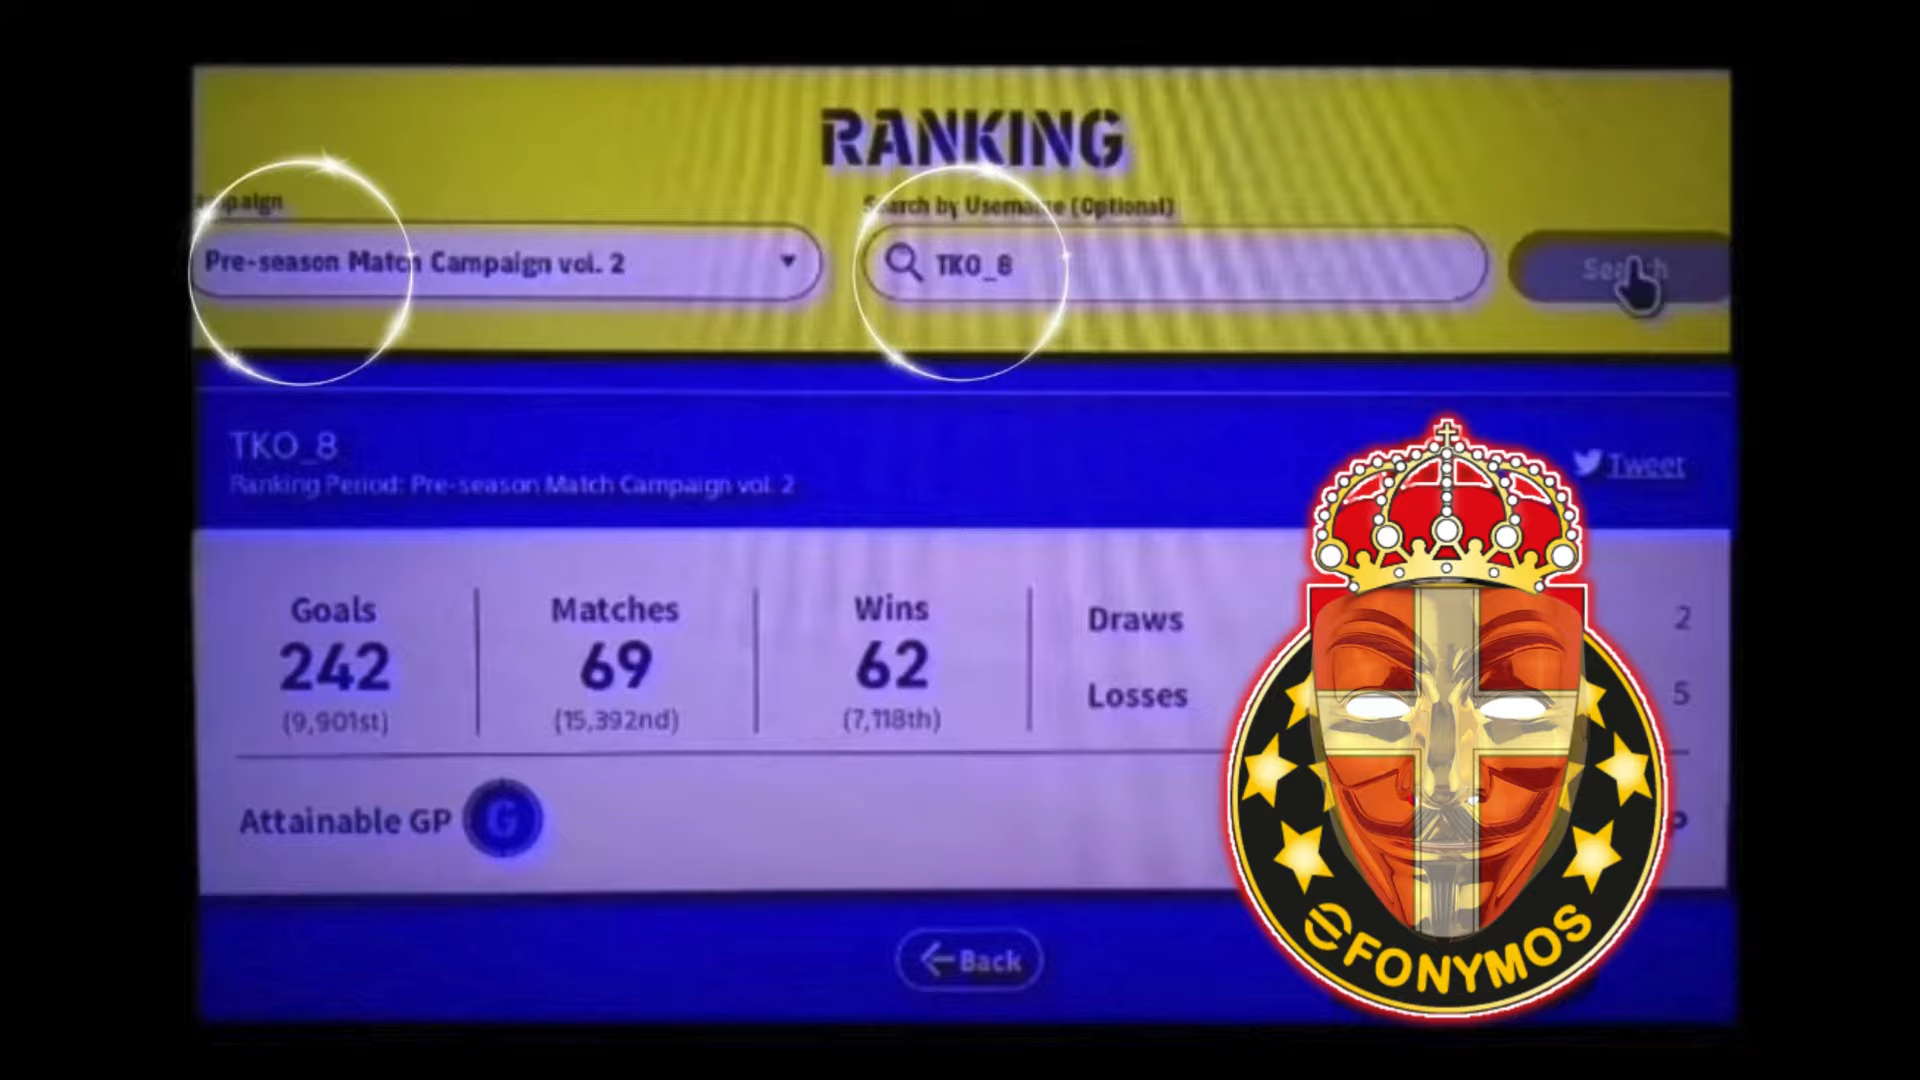 RANKING
Search by Username (Optional)
Pre-season Match Campaign vol. 2
TKO_8
Search
TKO_8
Ranking Period: Pre-season Match Campaign vol. 2
Tweet
Goals
242
(9,901st)
Matches
69
(15,392nd)
Wins
62
(7,118th)
Draws 2
Losses 5
Attainable GP G
Back
EFONYMOS